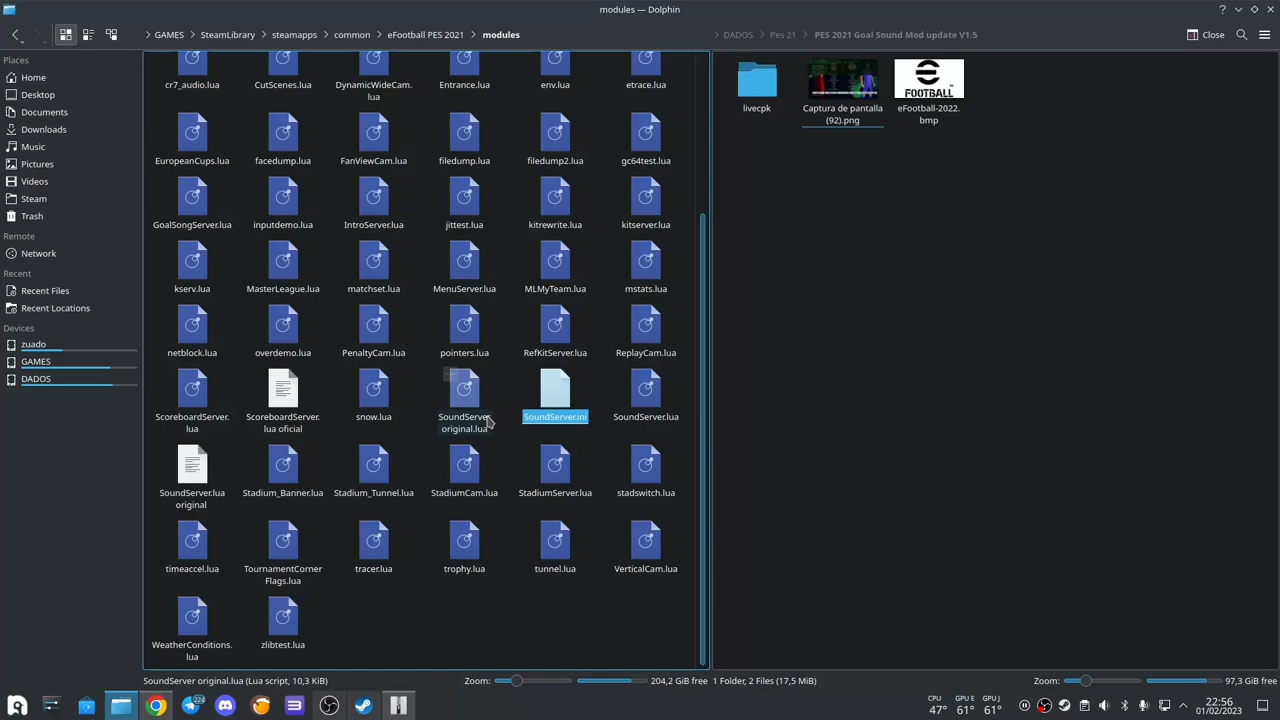 modules — Dolphin
GAMES
SteamLibrary
steamapps
common
eFootball PES 2021
modules
DADOS
Pes 21
PES 2021 Goal Sound Mod update V1.5
Close
Places
Home
Desktop
Documents
Downloads
Music
Pictures
Videos
Steam
Trash
Remote
Network
Recent
Recent Files
Recent Locations
Devices
zuado
GAMES
DADOS
cr7_audio.lua
CutScenes.lua
DynamicWideCam.
lua
Entrance.lua
env.lua
etrace.lua
EuropeanCups.lua
facedump.lua
FanViewCam.lua
filedump.lua
filedump2.lua
gc64test.lua
GoalSongServer.lua
inputdemo.lua
IntroServer.lua
jittest.lua
kitrewrite.lua
kitserver.lua
kserv.lua
MasterLeague.lua
matchset.lua
MenuServer.lua
MLMyTeam.lua
mstats.lua
netblock.lua
overdemo.lua
PenaltyCam.lua
pointers.lua
RefKitServer.lua
ReplayCam.lua
ScoreboardServer.
lua
ScoreboardServer.
lua oficial
snow.lua
SoundServer
original.lua
SoundServer.ini
SoundServer.lua
SoundServer.lua
original
Stadium_Banner.lua
Stadium_Tunnel.lua
StadiumCam.lua
StadiumServer.lua
stadswitch.lua
timeaccel.lua
TournamentCorner
Flags.lua
tracer.lua
trophy.lua
tunnel.lua
VerticalCam.lua
WeatherConditions.
lua
zlibtest.lua
livecpk
Captura de pantalla
(92).png
FOOTBALL
eFootball-2022.
bmp
SoundServer original.lua (Lua script, 10,3 KiB)
Zoom:
204,2 GiB free
1 Folder, 2 Files (17,5 MiB)
Zoom:
97,3 GiB free
224
CPU
47°
GPU E
61°
GPU J
61°
22:56
01/02/2023